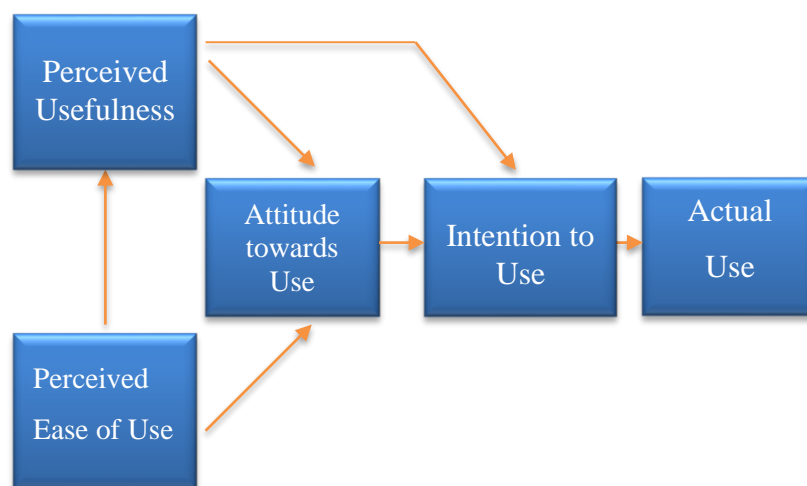 Perceived
Usefulness
Attitude
towards
Use
Intention to
Use
Actual
Use
Perceived
Ease of Use